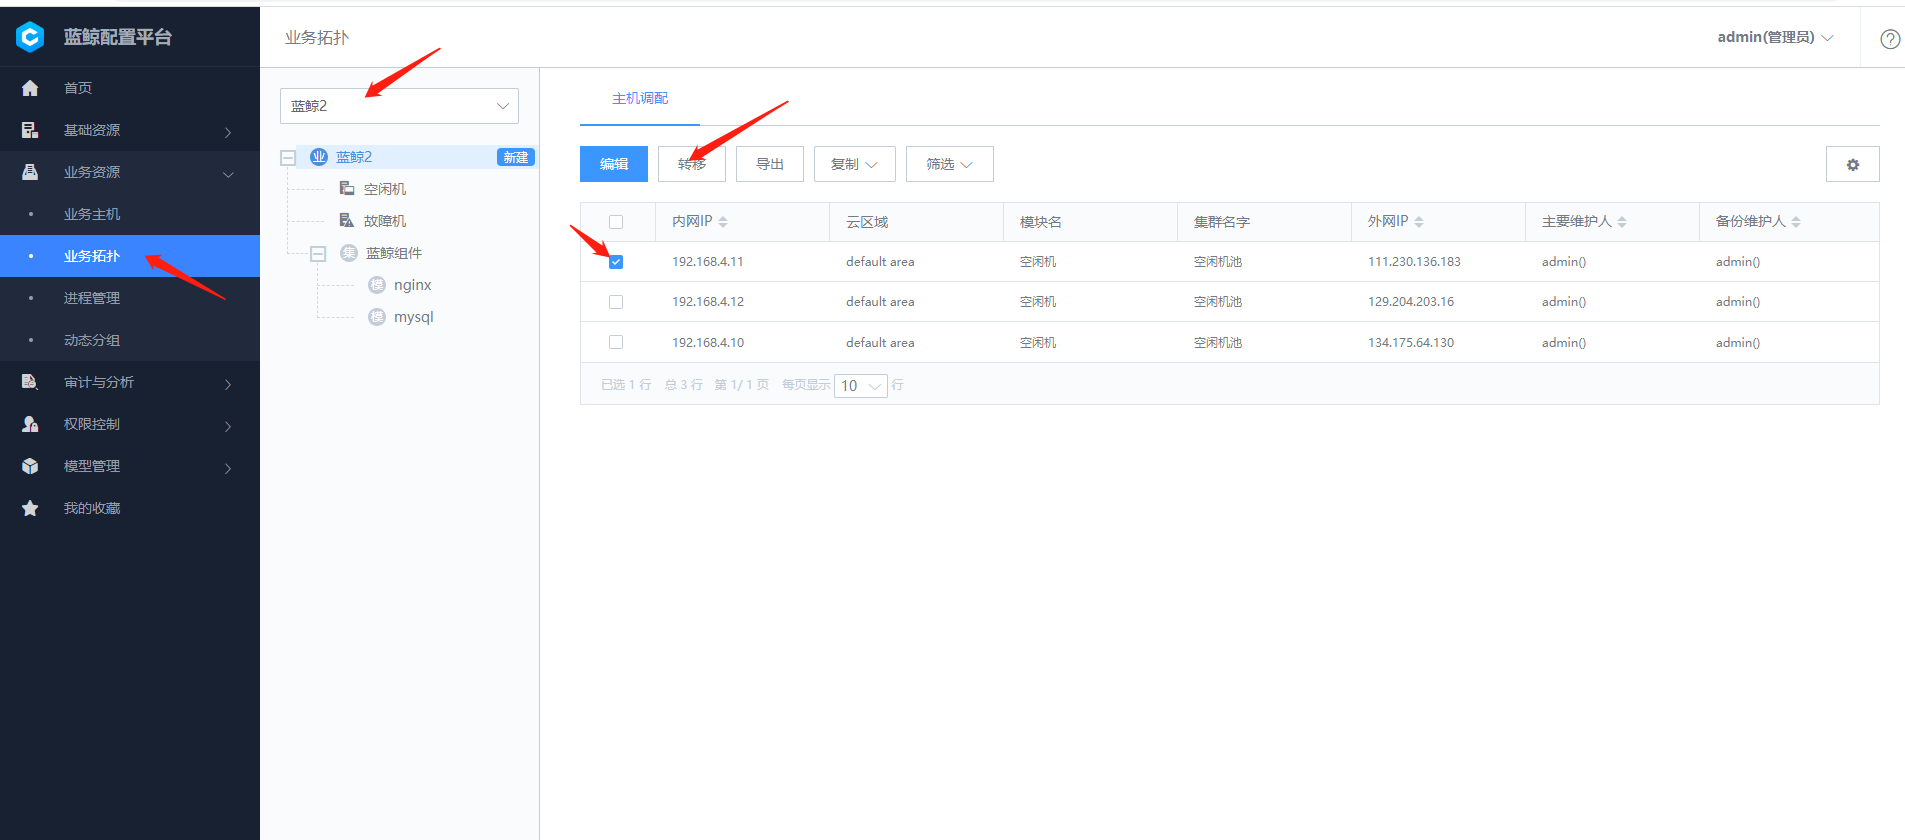 蓝鲸配置平台
首页
基础资源
业务资源
业务主机
业务拓扑
进程管理
动态分组
审计与分析
权限控制
模型管理
我的收藏
业务拓扑
admin(管理员)
蓝鲸2
业 蓝鲸2 新建
空闲机
故障机
集 蓝鲸组件
模 nginx
模 mysql
主机调配
编辑 转移 导出 复制 筛选
内网IP 云区域 模块名 集群名字 外网IP 主要维护人 备份维护人
192.168.4.11 default area 空闲机 空闲机池 111.230.136.183 admin() admin()
192.168.4.12 default area 空闲机 空闲机池 129.204.203.16 admin() admin()
192.168.4.10 default area 空闲机 空闲机池 134.175.64.130 admin() admin()
已选 1 行 总 3 行 第 1/ 1 页 每页显示 10 行